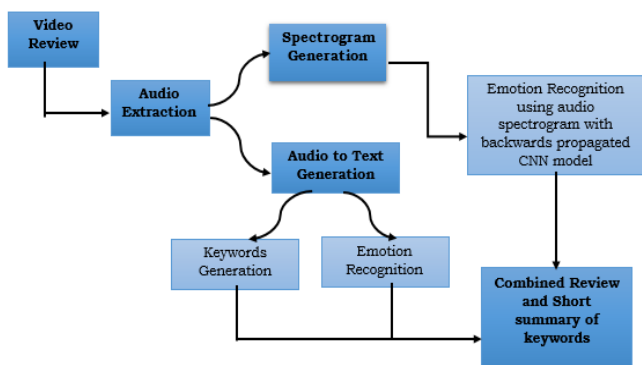 Video
Review
Audio
Extraction
Spectrogram
Generation
Audio to Text
Generation
Emotion Recognition
using audio
spectrogram with
backwards propagated
CNN model
Keywords
Generation
Emotion
Recognition
Combined Review
and Short
summary of
keywords